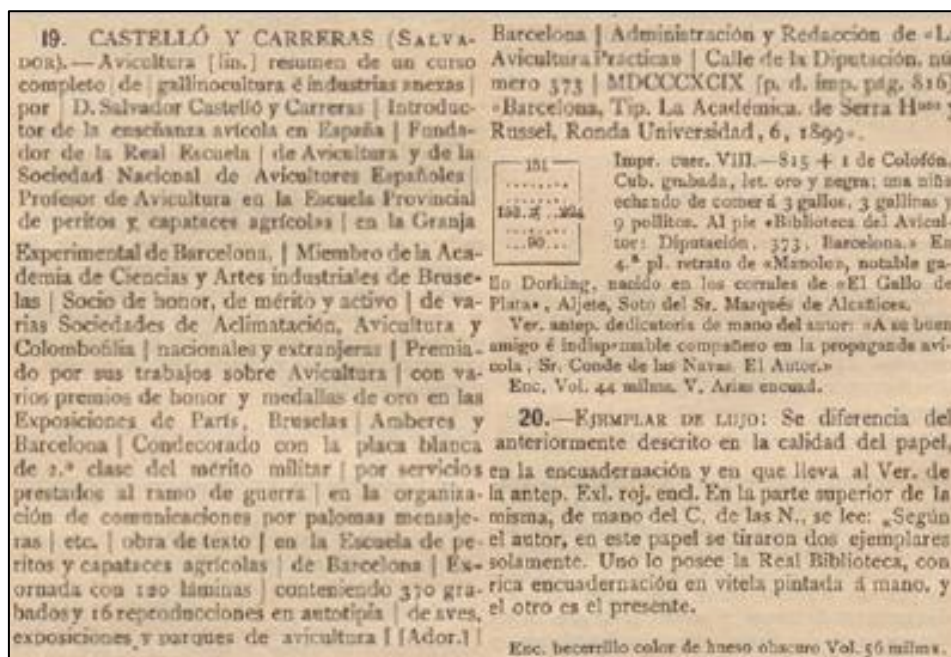 19. CASTELLÓ Y CARRERAS (SALVA-
DOR).—Avicultura [lin.] resumen de un curso
completo | de gallinocultura é industrias anexas |
por | D. Salvador Castelló y Carreras | Introduc-
tor de la enseñanza avícola en España | Funda-
dor de la Real Escuela | de Avicultura y de la
Sociedad Nacional de Avicultores Españoles |
Profesor de Avicultura en la Escuela Provincial
de peritos y capataces agrícolas | en la Granja
Experimental de Barcelona. | Miembro de la Aca-
demia de Ciencias y Artes industriales de Bruse-
las | Socio de honor, de mérito y activo | de va-
rias Sociedades de Aclimatación, Avicultura y
Colombofilia | nacionales y extranjeras | Premia-
do por sus trabajos sobre Avicultura | con va-
rios premios de honor y medallas de oro en las
Exposiciones de París, Bruselas | Amberes y
Barcelona | Condecorado con la placa blanca
de 2.ª clase del mérito militar | por servicios
prestados al ramo de guerra | en la organiza-
ción de comunicaciones por palomas mensaje-
ras | etc. | obra de texto | en la Escuela de pe-
ritos y capataces agrícolas | de Barcelona | Ex-
ornada con 120 láminas | conteniendo 370 gra-
bados y 16 reproducciones en autotipia | de aves,
exposiciones y parques de avicultura | [Ador.] |
Barcelona | Administración y Redacción de «L
Avicultura Practica» | Calle de la Diputación, nu
mero 373 | MDCCCXCIX [p. d. imp. pág. 816
«Barcelona, Tip. La Académica, de Serra H.nos
Russel, Ronda Universidad, 6, 1899».
151
90
Impr. cuer. VIII.—815 + 1 de Colofón.
Cub. grabada, let. oro y negra: una niña
echando de comer á 3 gallos, 3 gallinas y
9 pollitos. Al pie «Biblioteca del Avicul-
tor: Diputación, 373, Barcelona.» En
4.ª pl. retrato de «Manolo», notable ga-
llo Dorking, nacido en los corrales de «El Gallo de
Plata», Aljete, Soto del Sr. Marqués de Alcañices.
Ver. antep. dedicatoria de mano del autor: «A su buen
amigo é indispensable compañero en la propaganda aví-
cola, Sr. Conde de las Navas. El Autor.»
Enc. Vol. 44 milms. V. Arias encuad.
20.—EJEMPLAR DE LUJO: Se diferencia del
anteriormente descrito en la calidad del papel,
en la encuadernación y en que lleva al Ver. de
la antep. Exl. roj. encl. En la parte superior de la
misma, de mano del C. de las N., se lee: „Según
el autor, en este papel se tiraron dos ejemplares
solamente. Uno lo posee la Real Biblioteca, con
rica encuadernación en vitela pintada á mano, y
el otro es el presente.
Enc. becerrillo color de hueso obscuro Vol. 56 milms.